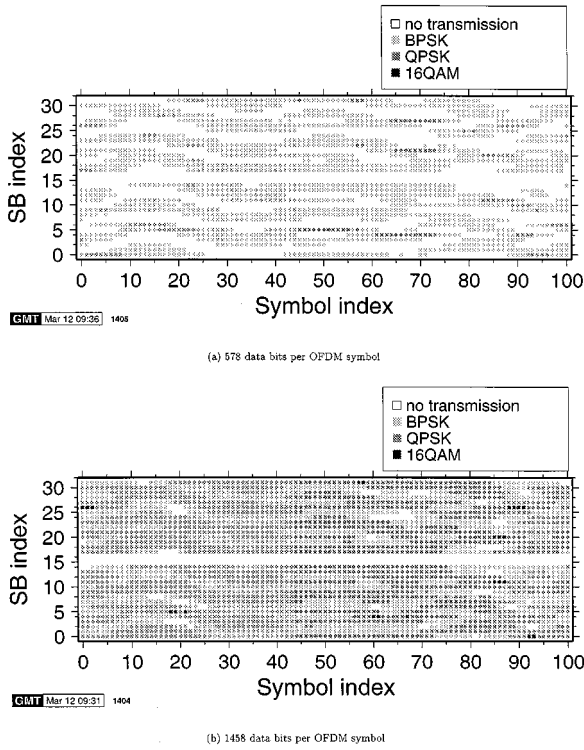 no transmission
BPSK
QPSK
16QAM
30
25
20
15
10
5
0
SB index
0 10 20 30 40 50 60 70 80 90 100
Symbol index
GMT Mar 12 09:36 1405
(a) 578 data bits per OFDM symbol
no transmission
BPSK
QPSK
16QAM
30
25
20
15
10
5
0
SB index
0 10 20 30 40 50 60 70 80 90 100
Symbol index
GMT Mar 12 09:31 1404
(b) 1458 data bits per OFDM symbol